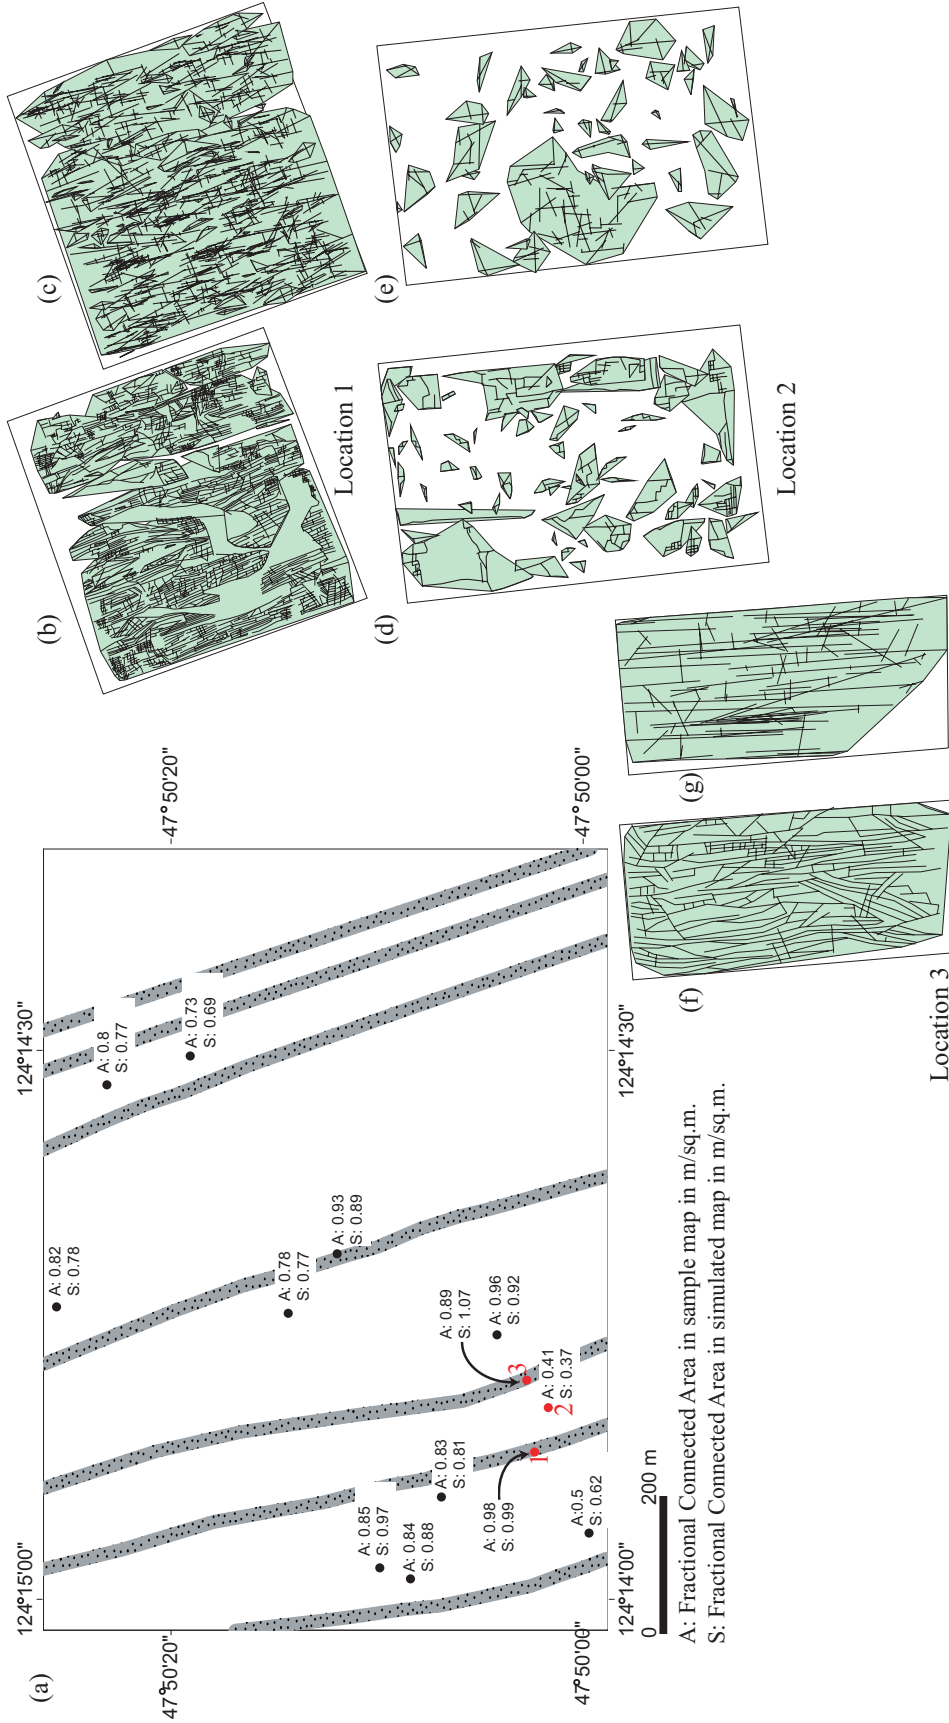 (a)
124°15'00"
124°14'30"
47°50'20"
47°50'20"
47°50'00"
47°50'00"
124°14'00"
124°14'30"
A: 0.82
S: 0.78
A: 0.8
S: 0.77
A: 0.73
S: 0.69
A: 0.78
S: 0.77
A: 0.93
S: 0.89
A: 0.85
S: 0.97
A: 0.84
S: 0.88
A: 0.83
S: 0.81
A: 0.89
S: 1.07
A: 0.96
S: 0.92
A: 0.98
S: 0.99
A: 0.41
S: 0.37
A:0.5
S: 0.62
1
2
3
0
200 m
A: Fractional Connected Area in sample map in m/sq.m.
S: Fractional Connected Area in simulated map in m/sq.m.
(b)
(c)
Location 1
(d)
(e)
Location 2
(f)
(g)
Location 3